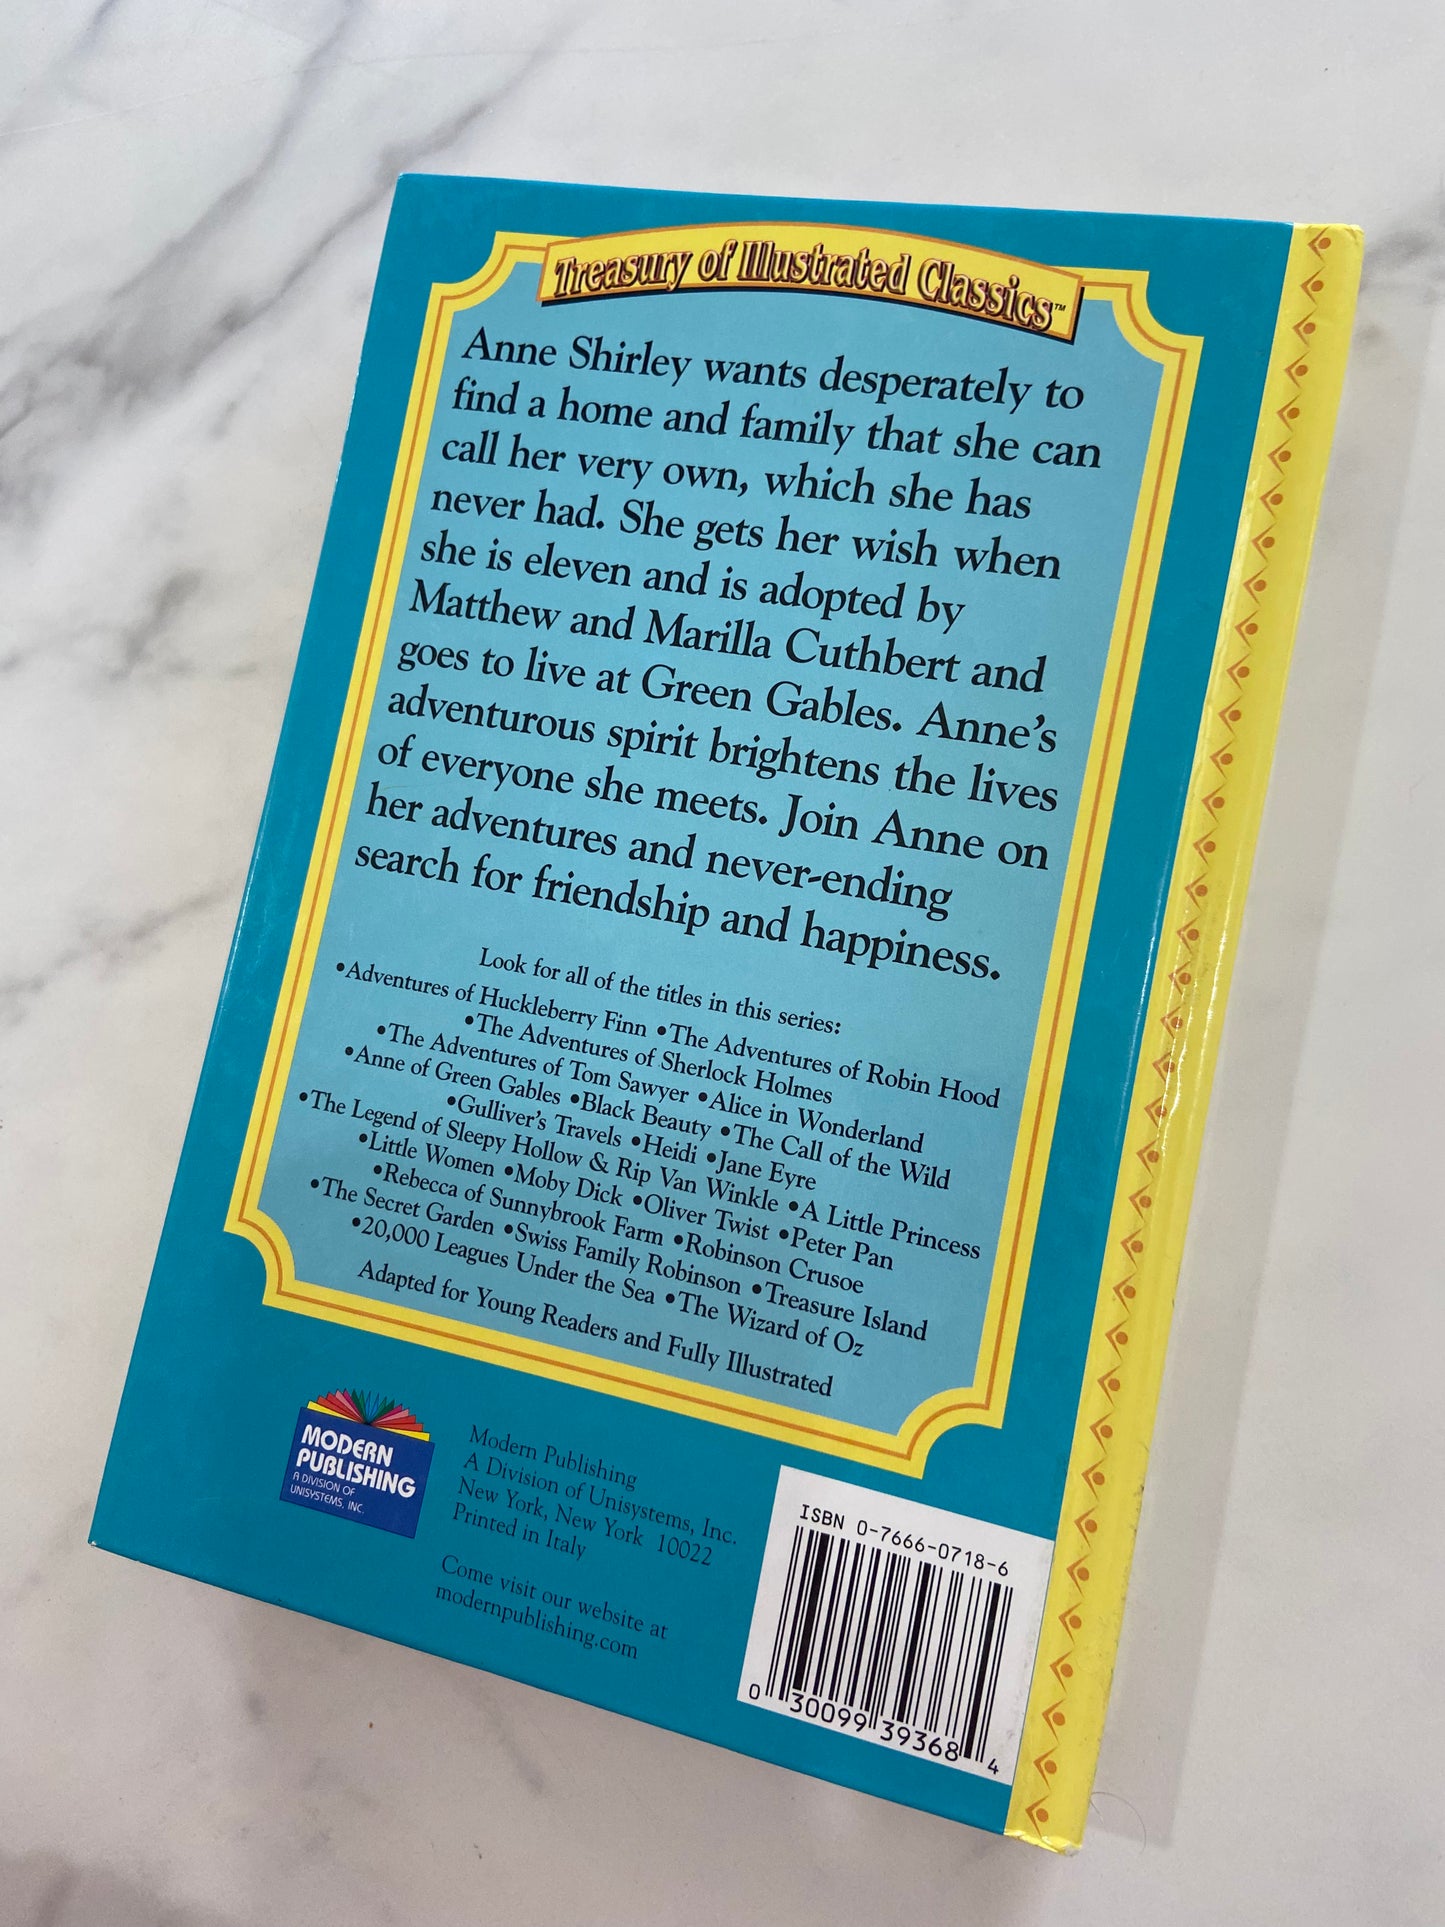 Treasury of Illustrated Classics™
Anne Shirley wants desperately to
find a home and family that she can
call her very own, which she has
never had. She gets her wish when
she is eleven and is adopted by
Matthew and Marilla Cuthbert and
goes to live at Green Gables. Anne's
adventurous spirit brightens the lives
of everyone she meets. Join Anne on
her adventures and never-ending
search for friendship and happiness.
Look for all of the titles in this series:
•Adventures of Huckleberry Finn •The Adventures of Robin Hood
•The Adventures of Sherlock Holmes
•The Adventures of Tom Sawyer •Alice in Wonderland
•Anne of Green Gables •Black Beauty •The Call of the Wild
•Gulliver's Travels •Heidi •Jane Eyre
•The Legend of Sleepy Hollow & Rip Van Winkle •A Little Princess
•Little Women •Moby Dick •Oliver Twist •Peter Pan
•Rebecca of Sunnybrook Farm •Robinson Crusoe
•The Secret Garden •Swiss Family Robinson •Treasure Island
•20,000 Leagues Under the Sea •The Wizard of Oz
Adapted for Young Readers and Fully Illustrated
MODERN
PUBLISHING
A DIVISION OF
UNISYSTEMS, INC.
Modern Publishing
A Division of Unisystems, Inc.
New York, New York 10022
Printed in Italy
Come visit our website at
modernpublishing.com
ISBN 0-7666-0718-6
0 30099 39368 4